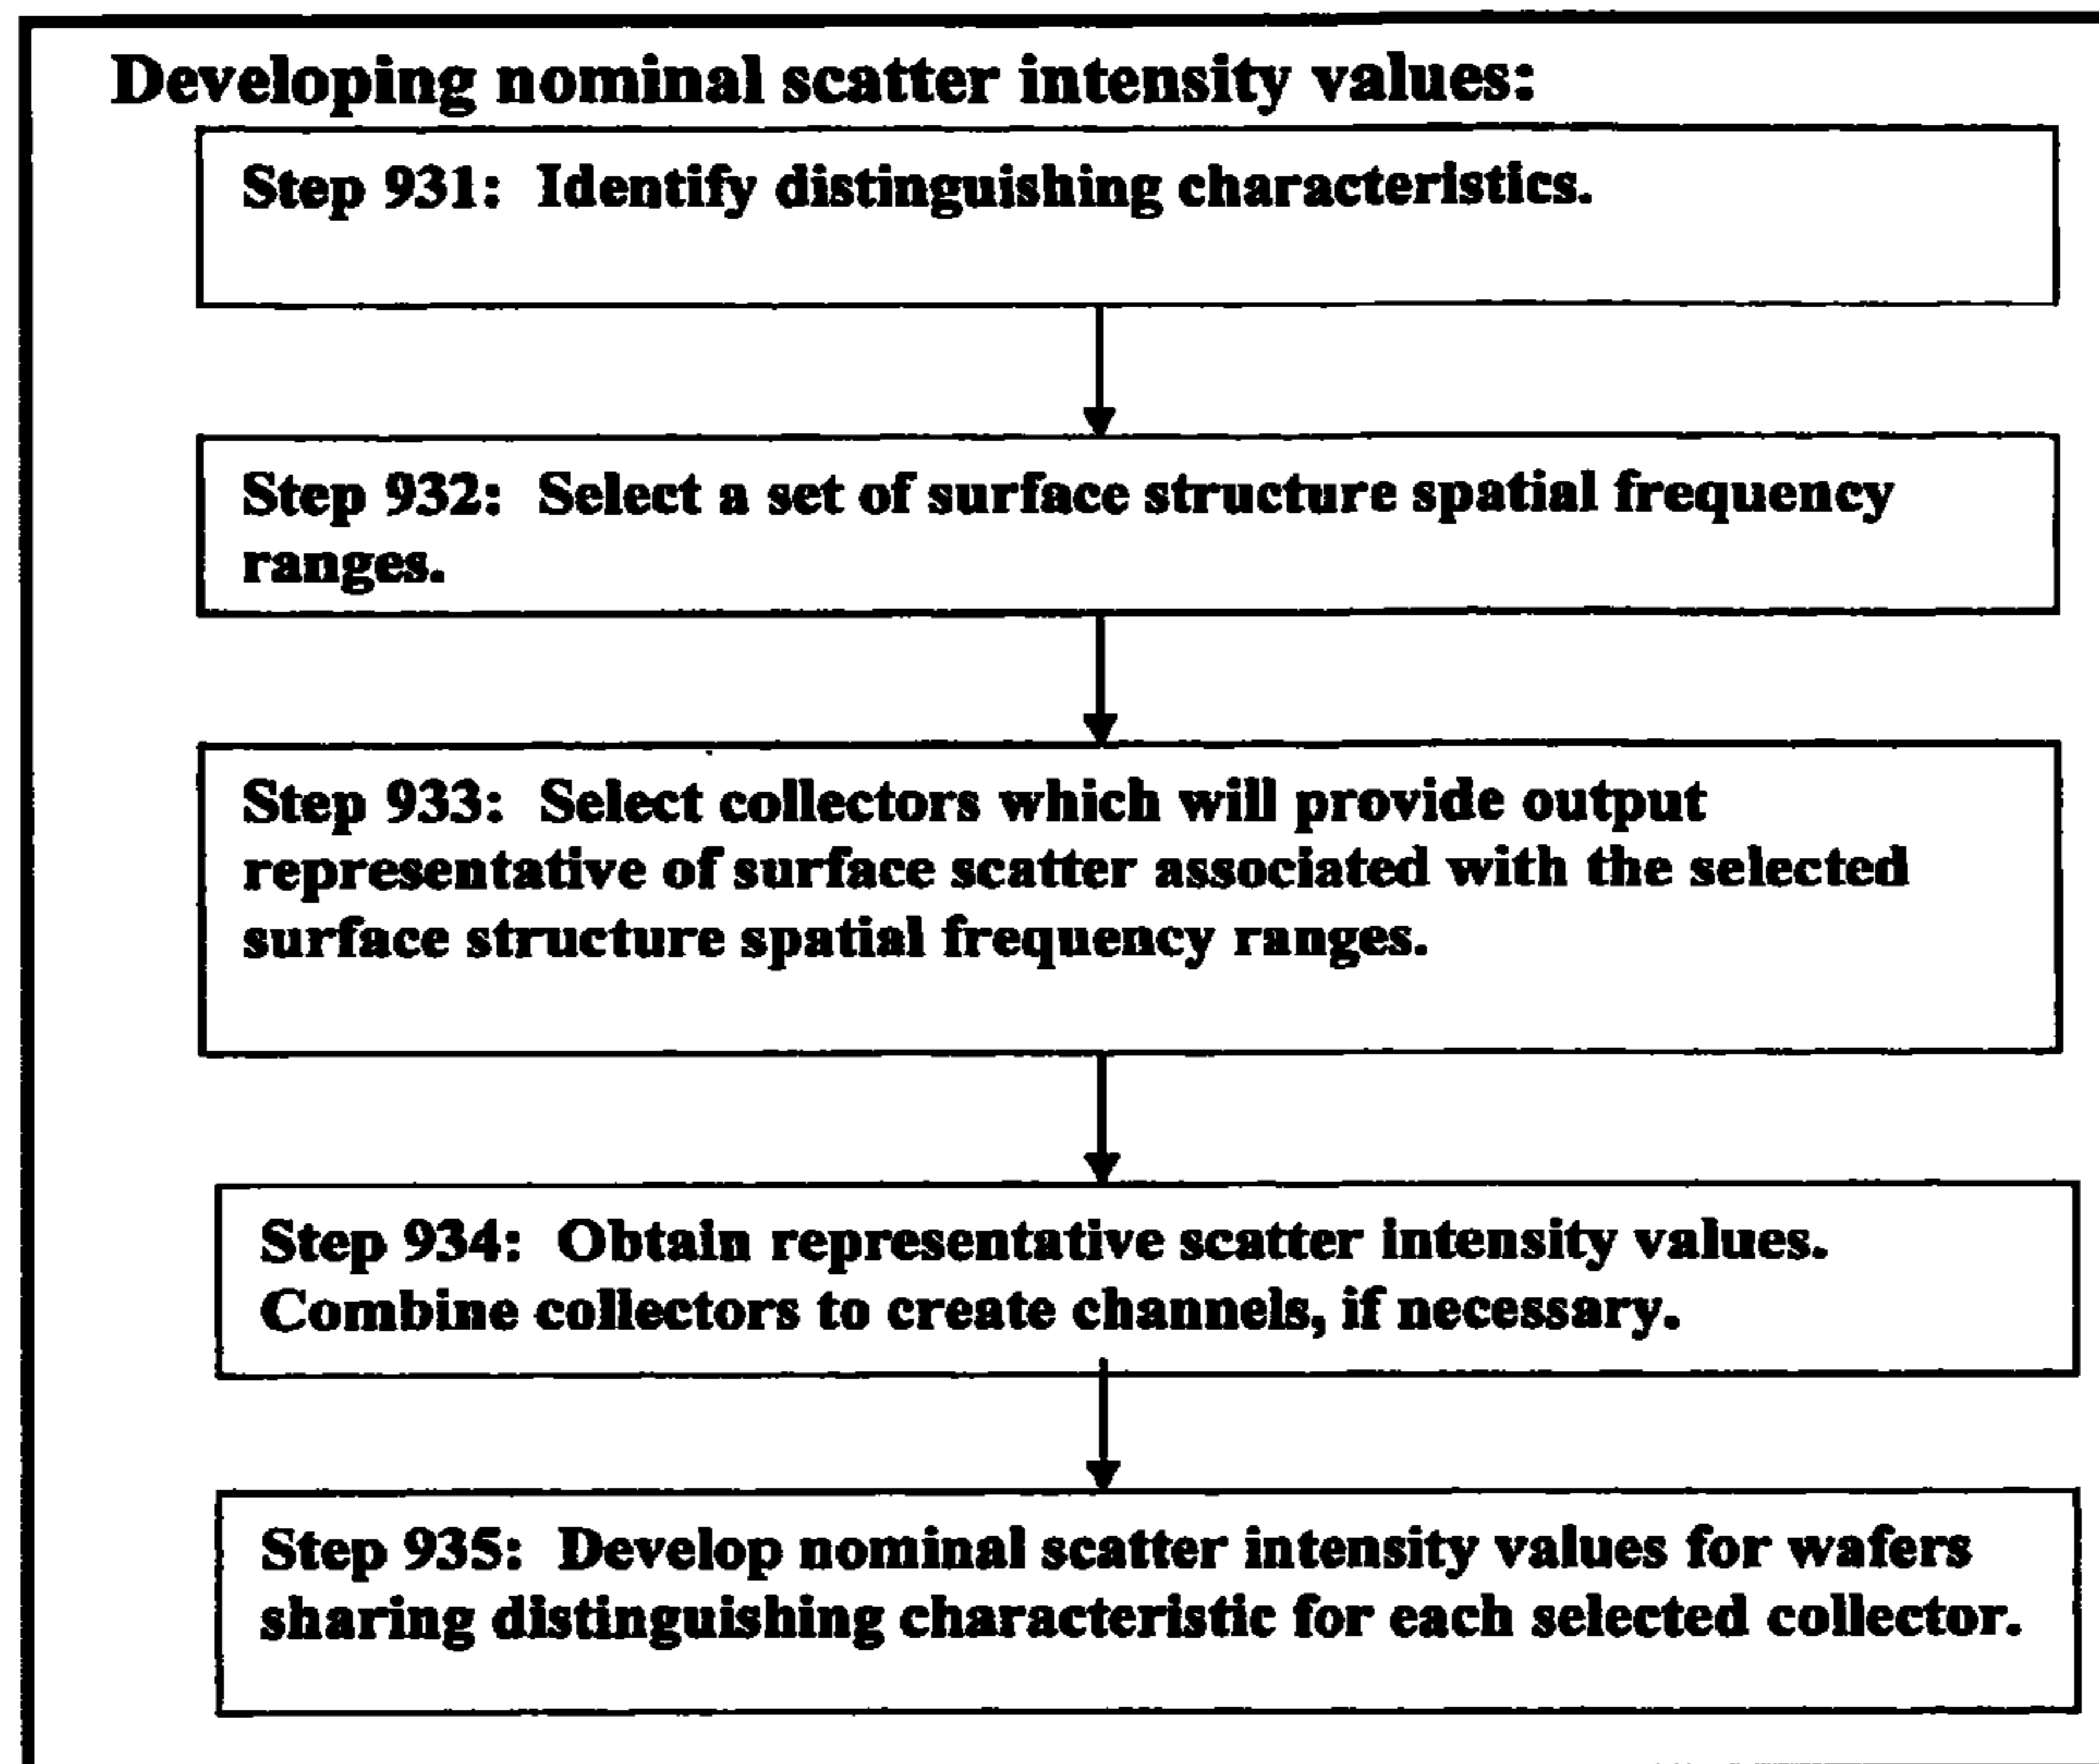 Developing nominal scatter intensity values:
Step 931: Identify distinguishing characteristics.
Step 932: Select a set of surface structure spatial frequency
ranges.
Step 933: Select collectors which will provide output
representative of surface scatter associated with the selected
surface structure spatial frequency ranges.
Step 934: Obtain representative scatter intensity values.
Combine collectors to create channels, if necessary.
Step 935: Develop nominal scatter intensity values for wafers
sharing distinguishing characteristic for each selected collector.